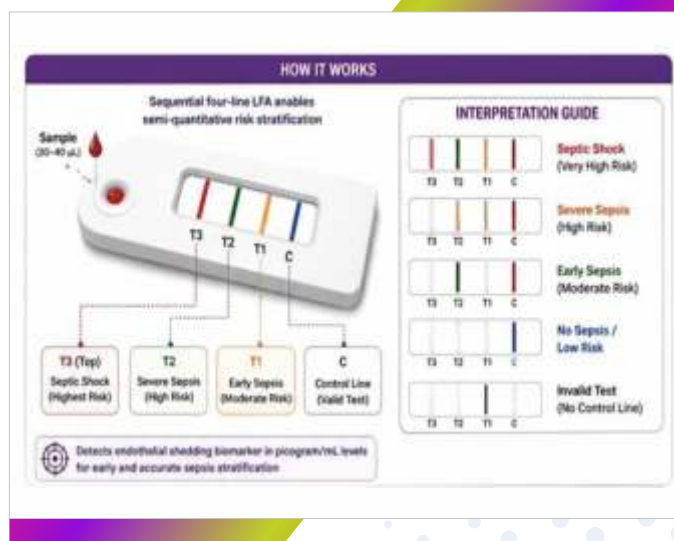 HOW IT WORKS
Sequential four-line LFA enables
semi-quantitative risk stratification
Sample
(20–40 µL)
T3
T2
T1
C
T3 (Top)
Septic Shock
(Highest Risk)
T2
Severe Sepsis
(High Risk)
T1
Early Sepsis
(Moderate Risk)
C
Control Line
(Valid Test)
Detects endothelial shedding biomarker in picogram/mL levels
for early and accurate sepsis stratification
INTERPRETATION GUIDE
Septic Shock
(Very High Risk)
T3 T2 T1 C
Severe Sepsis
(High Risk)
T3 T2 T1 C
Early Sepsis
(Moderate Risk)
T3 T2 T1 C
No Sepsis /
Low Risk
T3 T2 T1 C
Invalid Test
(No Control Line)
T3 T2 T1 C